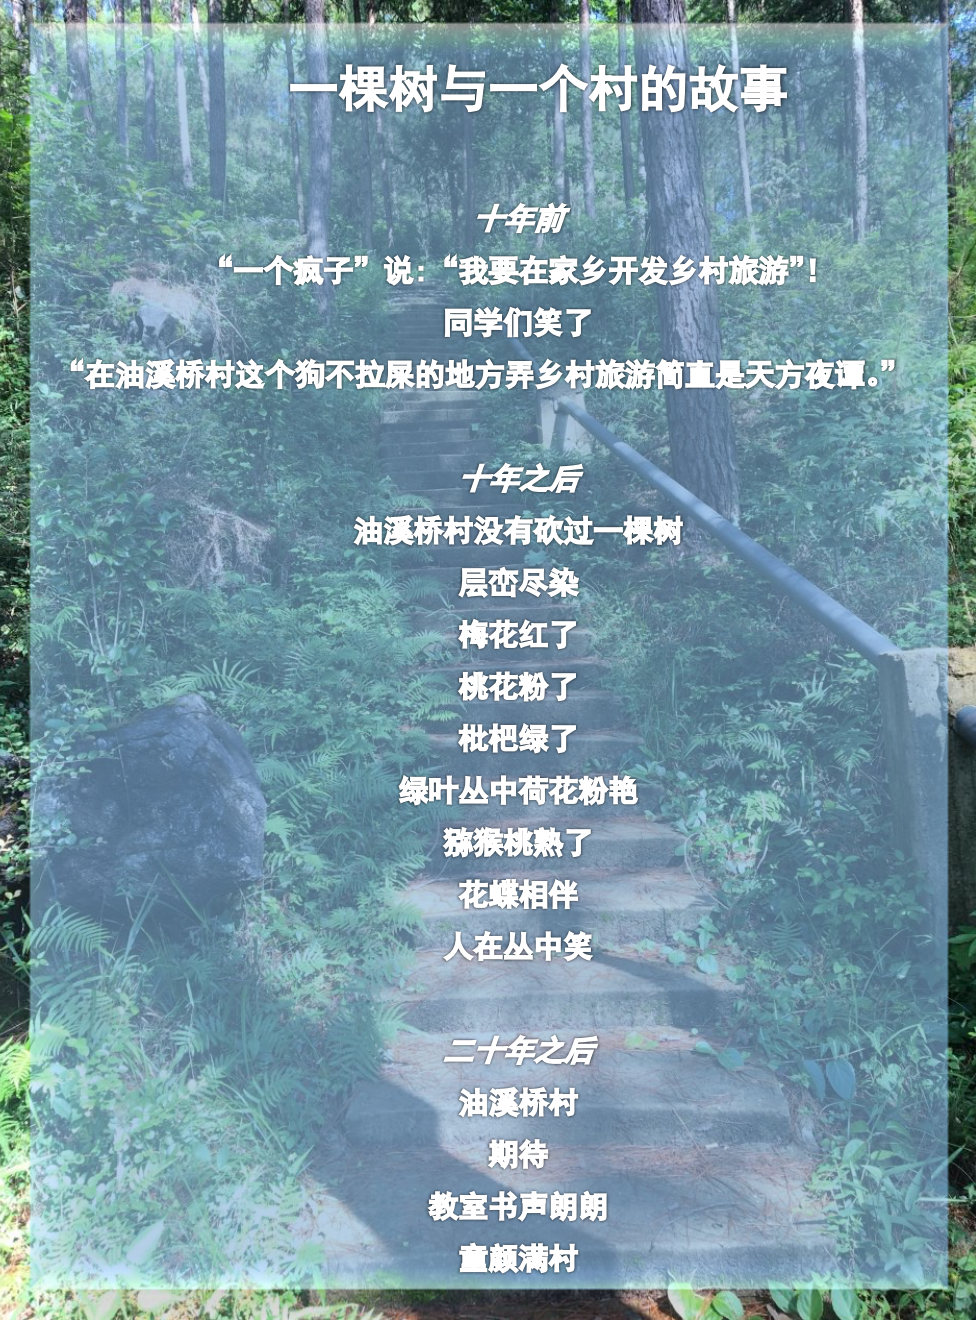 一棵树与一个村的故事
十年前
“一个疯子”说：“我要在家乡开发乡村旅游”！
同学们笑了
“在油溪桥村这个狗不拉屎的地方弄乡村旅游简直是天方夜谭。”
十年之后
油溪桥村没有砍过一棵树
层峦尽染
梅花红了
桃花粉了
枇杷绿了
绿叶丛中荷花粉艳
猕猴桃熟了
花蝶相伴
人在丛中笑
二十年之后
油溪桥村
期待
教室书声朗朗
童颜满村